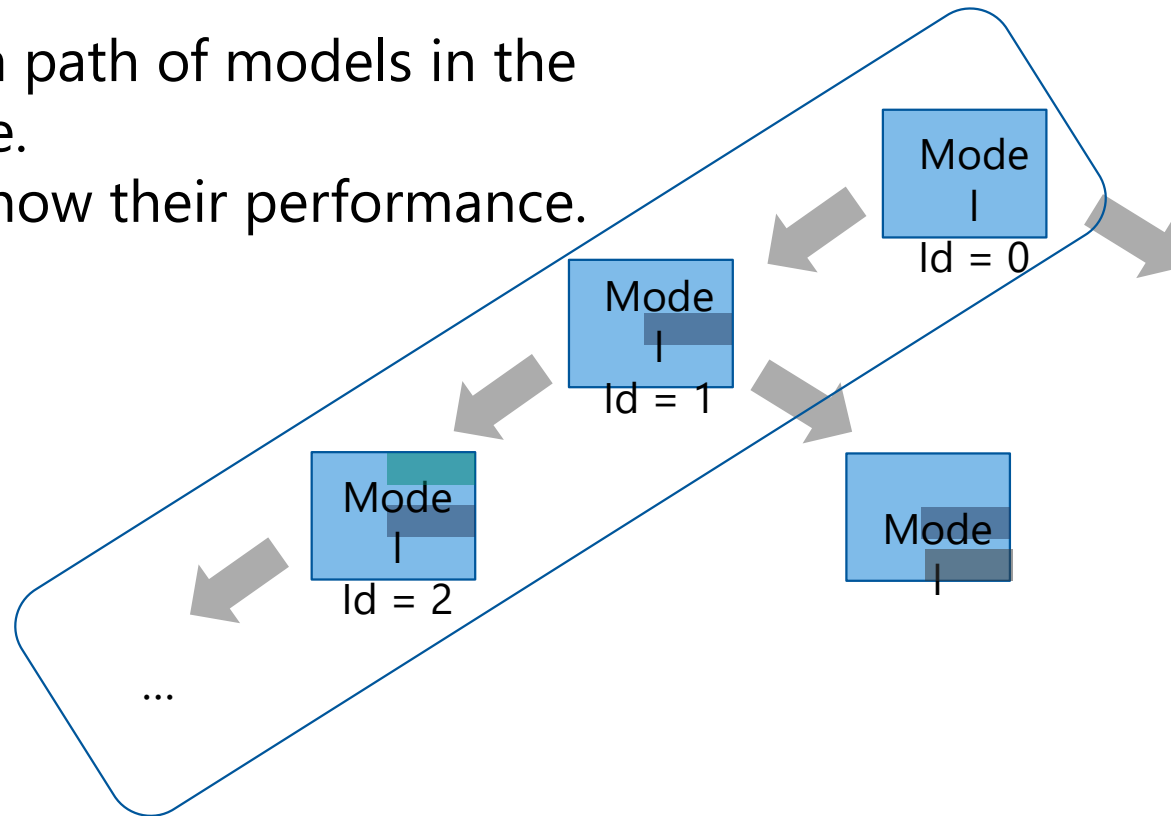 path of models in the
e.
how their performance.
Mode
l
Id = 0
Mode
l
Id = 1
Mode
l
Id = 2
Mode
l
...